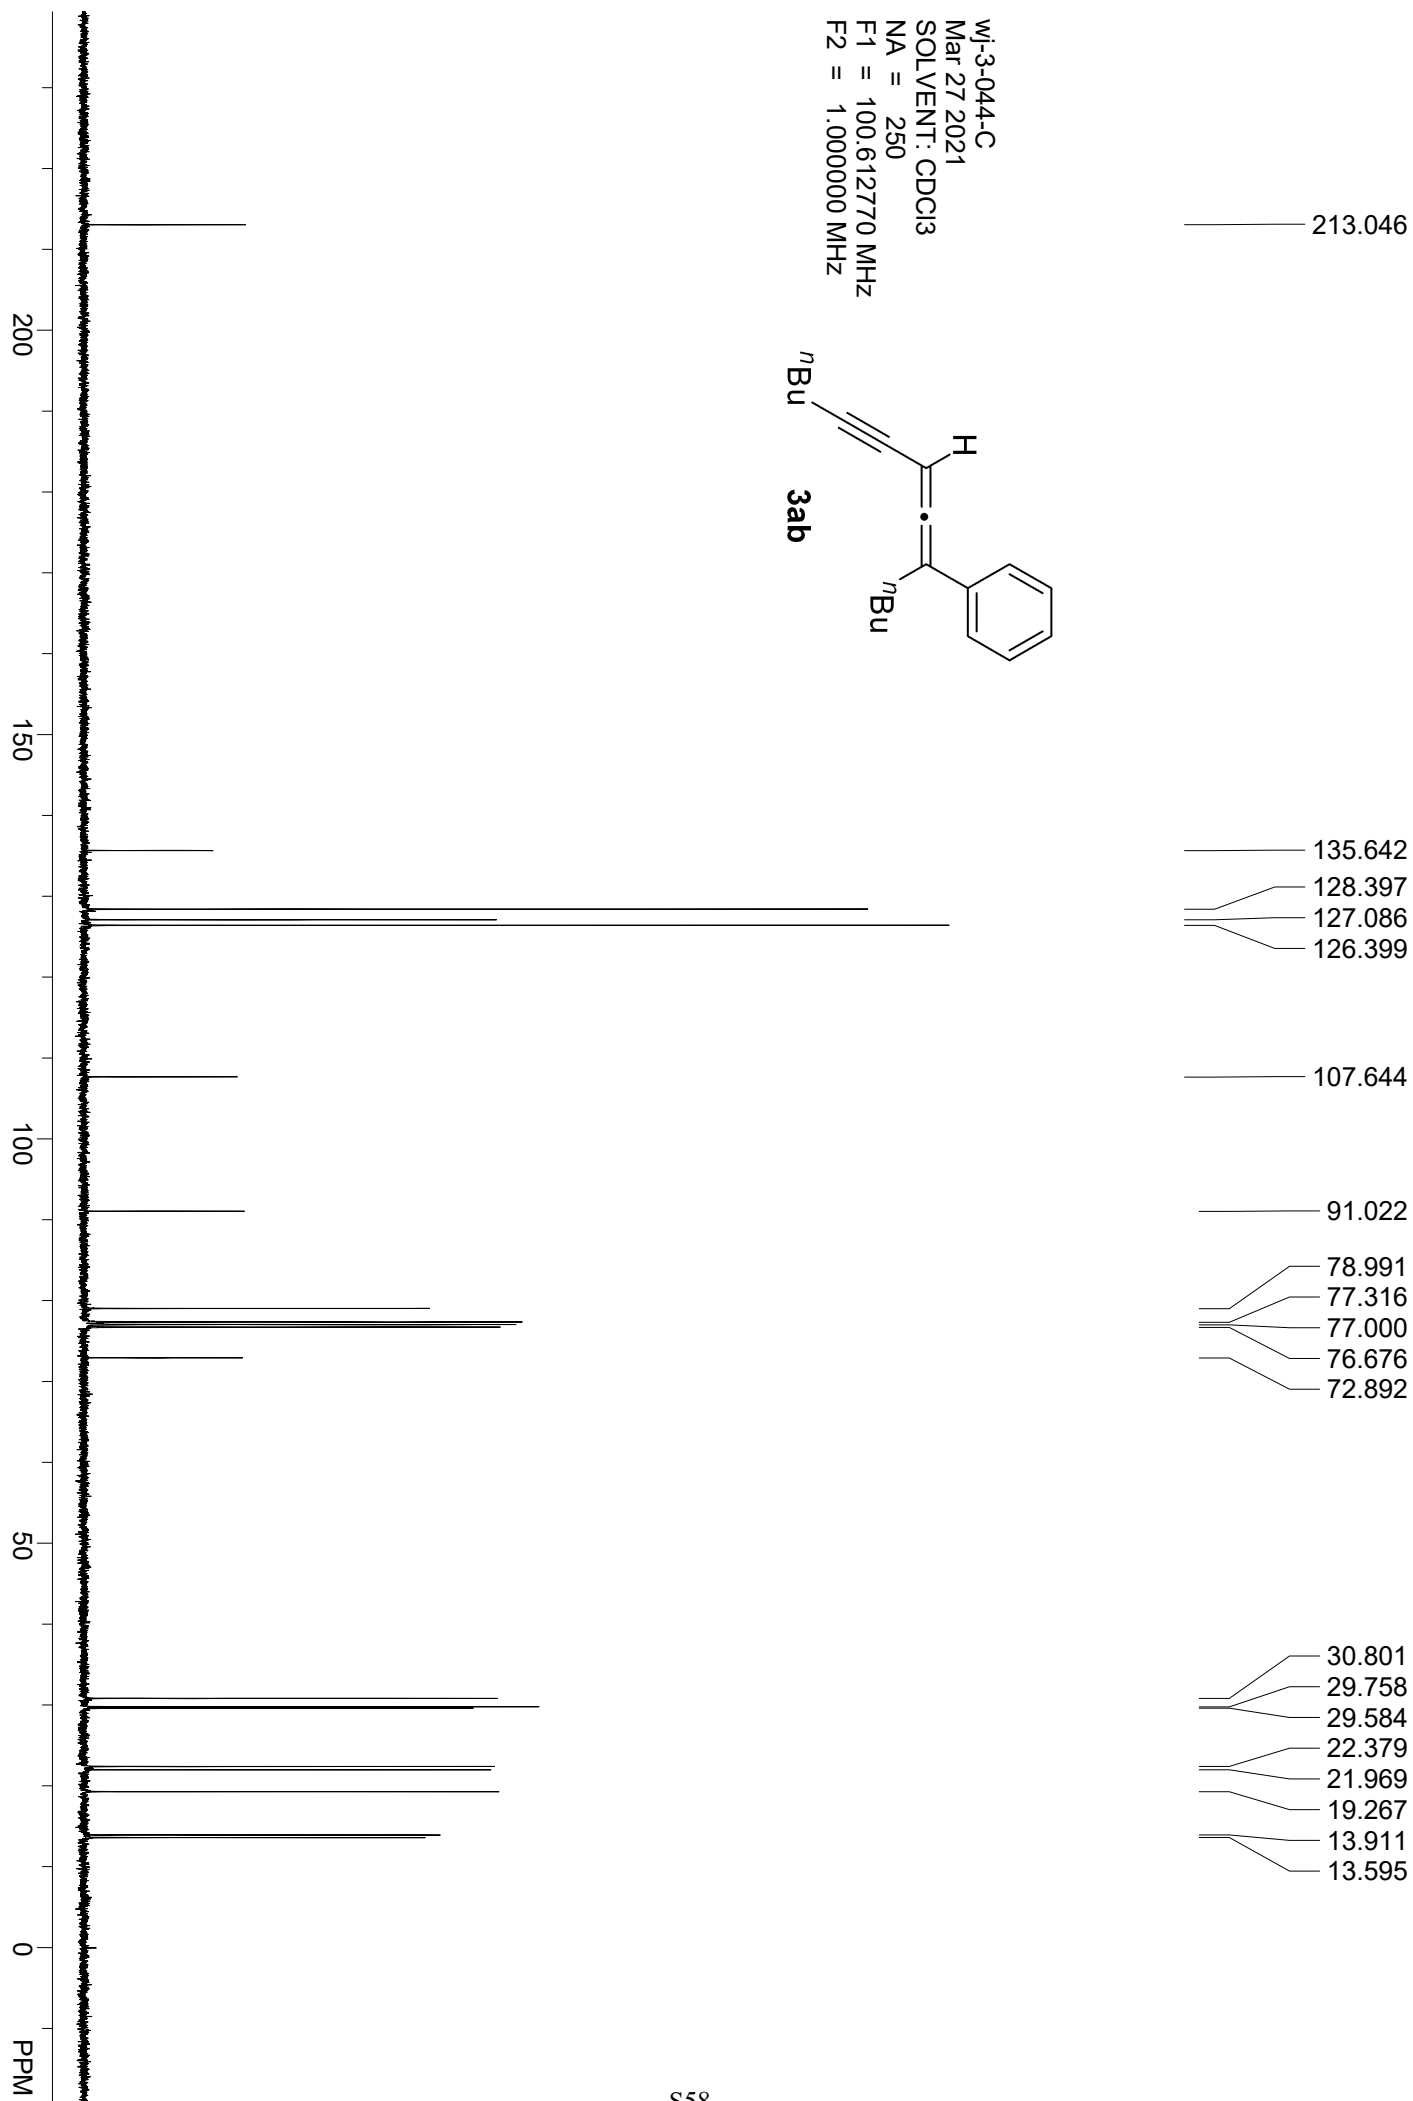 wj-3-044-C
Mar 27 2021
SOLVENT: CDCl3
NA = 250
F1 = 100.612770 MHz
F2 = 1.000000 MHz
213.046
135.642
128.397
127.086
126.399
107.644
91.022
78.991
77.316
77.000
76.676
72.892
30.801
29.758
29.584
22.379
21.969
19.267
13.911
13.595
H
nBu
nBu
3ab
200
150
100
50
0
PPM
S58